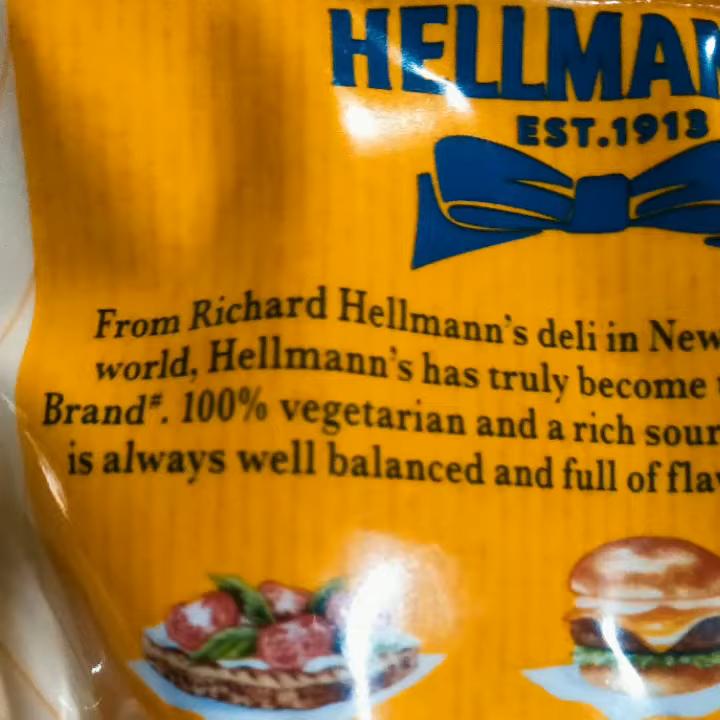 HELLMAN
EST.1913
From Richard Hellmann's deli in New
world, Hellmann's has truly become
Brand#. 100% vegetarian and a rich sour
is always well balanced and full of fla